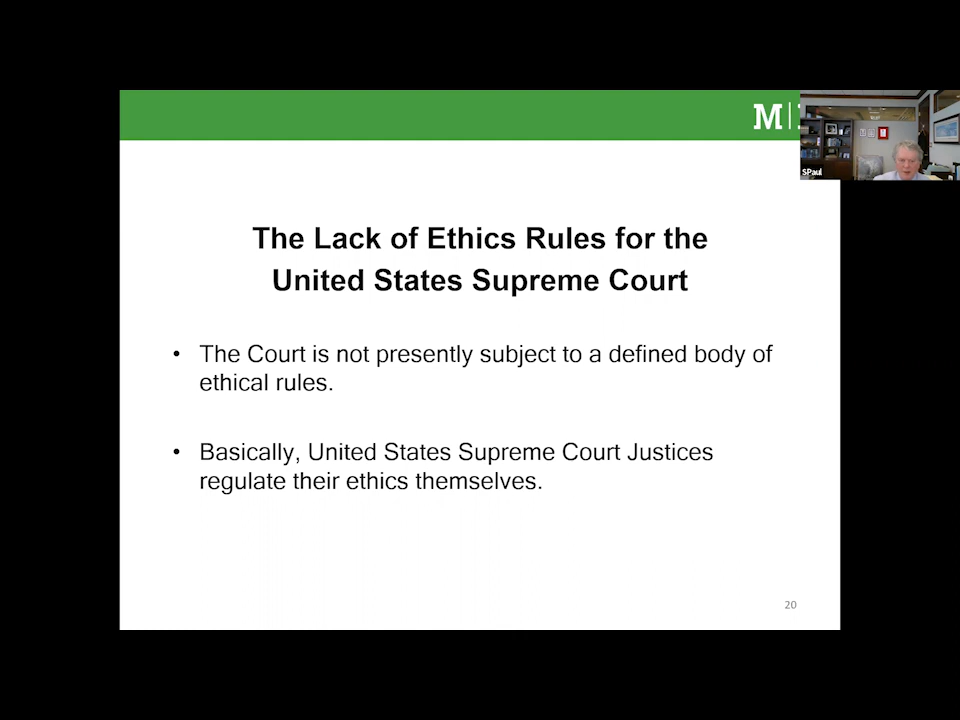 M
SPaul
The Lack of Ethics Rules for the
United States Supreme Court
• The Court is not presently subject to a defined body of
ethical rules.
• Basically, United States Supreme Court Justices
regulate their ethics themselves.
20